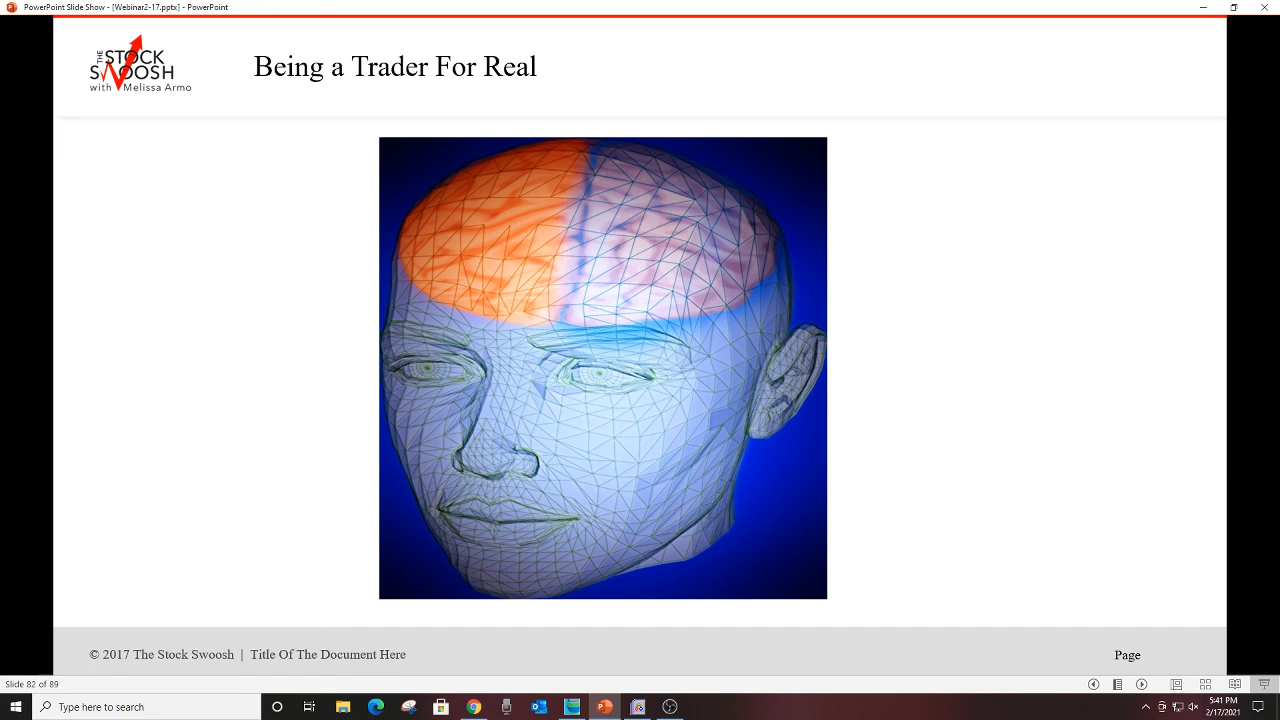 PowerPoint Slide Show - [Webinar2-17.pptx] - PowerPoint
THE STOCK
SWOOSH
with Melissa Armo
Being a Trader For Real
© 2017 The Stock Swoosh | Title Of The Document Here
Page
Slide 82 of 89
Type here to search
5:41 PM
2/17/2021